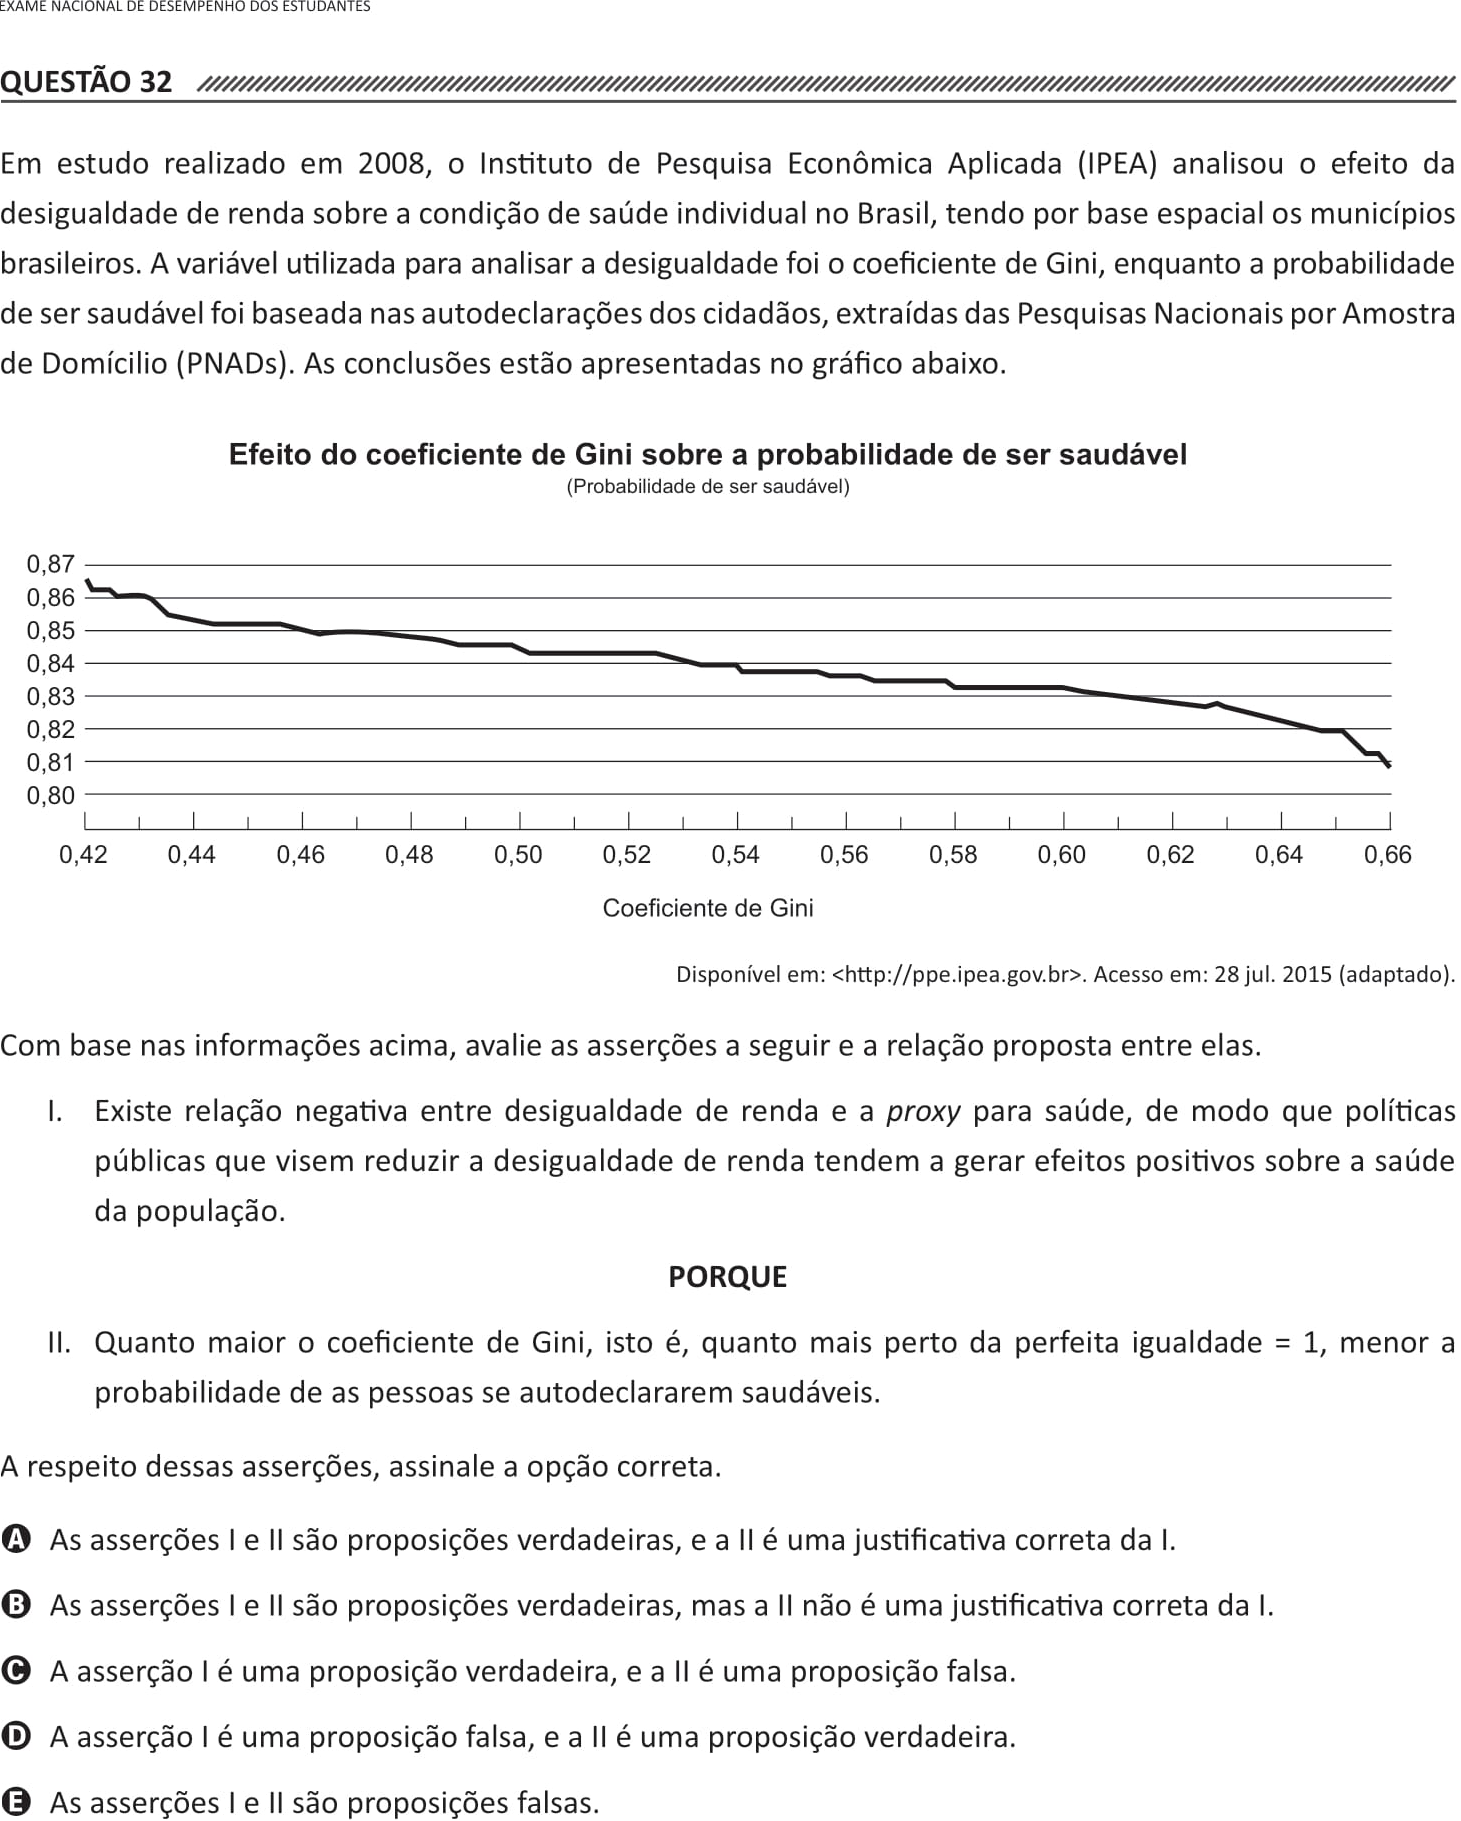 EXAME NACIONAL DE DESEMPENHO DOS ESTUDANTES
QUESTÃO 32
Em estudo realizado em 2008, o Instituto de Pesquisa Econômica Aplicada (IPEA) analisou o efeito da
desigualdade de renda sobre a condição de saúde individual no Brasil, tendo por base espacial os municípios
brasileiros. A variável utilizada para analisar a desigualdade foi o coeficiente de Gini, enquanto a probabilidade
de ser saudável foi baseada nas autodeclarações dos cidadãos, extraídas das Pesquisas Nacionais por Amostra
de Domícilio (PNADs). As conclusões estão apresentadas no gráfico abaixo.
Efeito do coeficiente de Gini sobre a probabilidade de ser saudável
(Probabilidade de ser saudável)
0,87
0,86
0,85
0,84
0,83
0,82
0,81
0,80
0,42 0,44 0,46 0,48 0,50 0,52 0,54 0,56 0,58 0,60 0,62 0,64 0,66
Coeficiente de Gini
Disponível em: <http://ppe.ipea.gov.br>. Acesso em: 28 jul. 2015 (adaptado).
Com base nas informações acima, avalie as asserções a seguir e a relação proposta entre elas.
I. Existe relação negativa entre desigualdade de renda e a proxy para saúde, de modo que políticas
públicas que visem reduzir a desigualdade de renda tendem a gerar efeitos positivos sobre a saúde
da população.
PORQUE
II. Quanto maior o coeficiente de Gini, isto é, quanto mais perto da perfeita igualdade = 1, menor a
probabilidade de as pessoas se autodeclararem saudáveis.
A respeito dessas asserções, assinale a opção correta.
A As asserções I e II são proposições verdadeiras, e a II é uma justificativa correta da I.
B As asserções I e II são proposições verdadeiras, mas a II não é uma justificativa correta da I.
C A asserção I é uma proposição verdadeira, e a II é uma proposição falsa.
D A asserção I é uma proposição falsa, e a II é uma proposição verdadeira.
E As asserções I e II são proposições falsas.